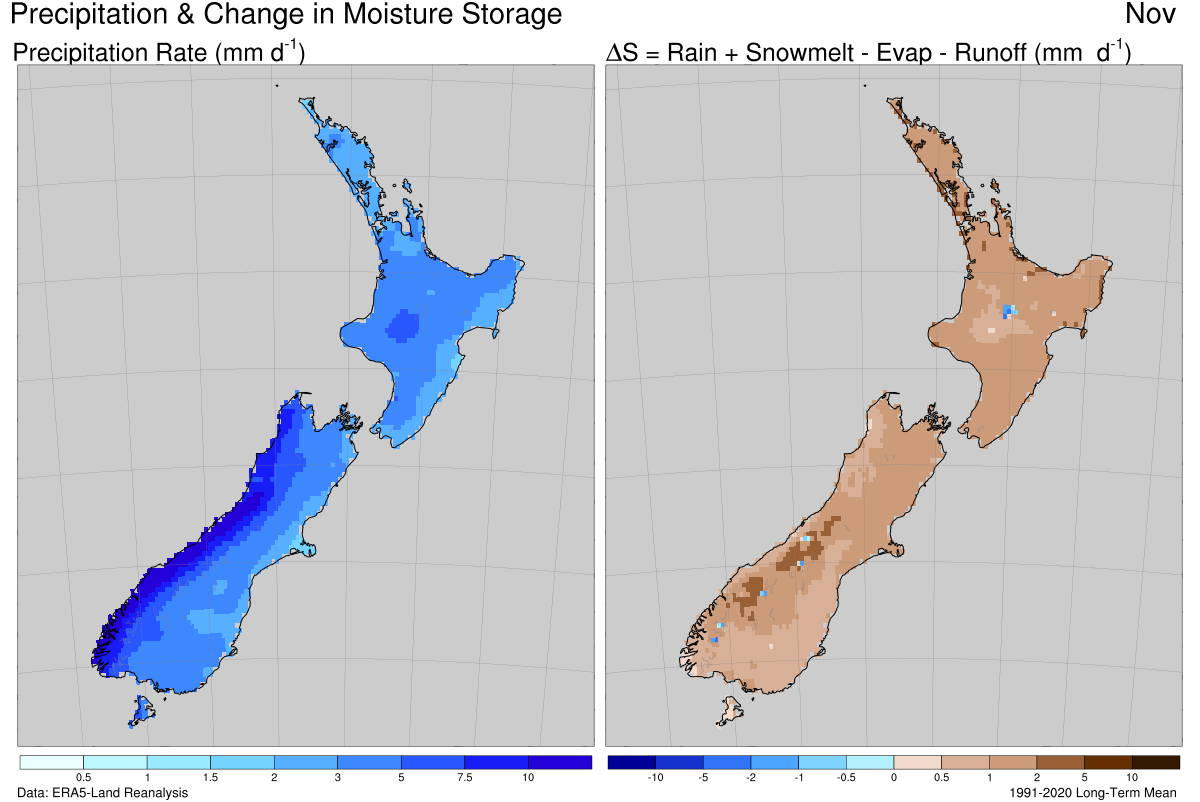 Precipitation & Change in Moisture Storage
Nov
Precipitation Rate (mm d⁻¹)
ΔS = Rain + Snowmelt - Evap - Runoff (mm d⁻¹)
0.5 1 1.5 2 3 5 7.5 10
-10 -5 -2 -1 -0.5 0 0.5 1 2 5 10
Data: ERA5-Land Reanalysis
1991-2020 Long-Term Mean